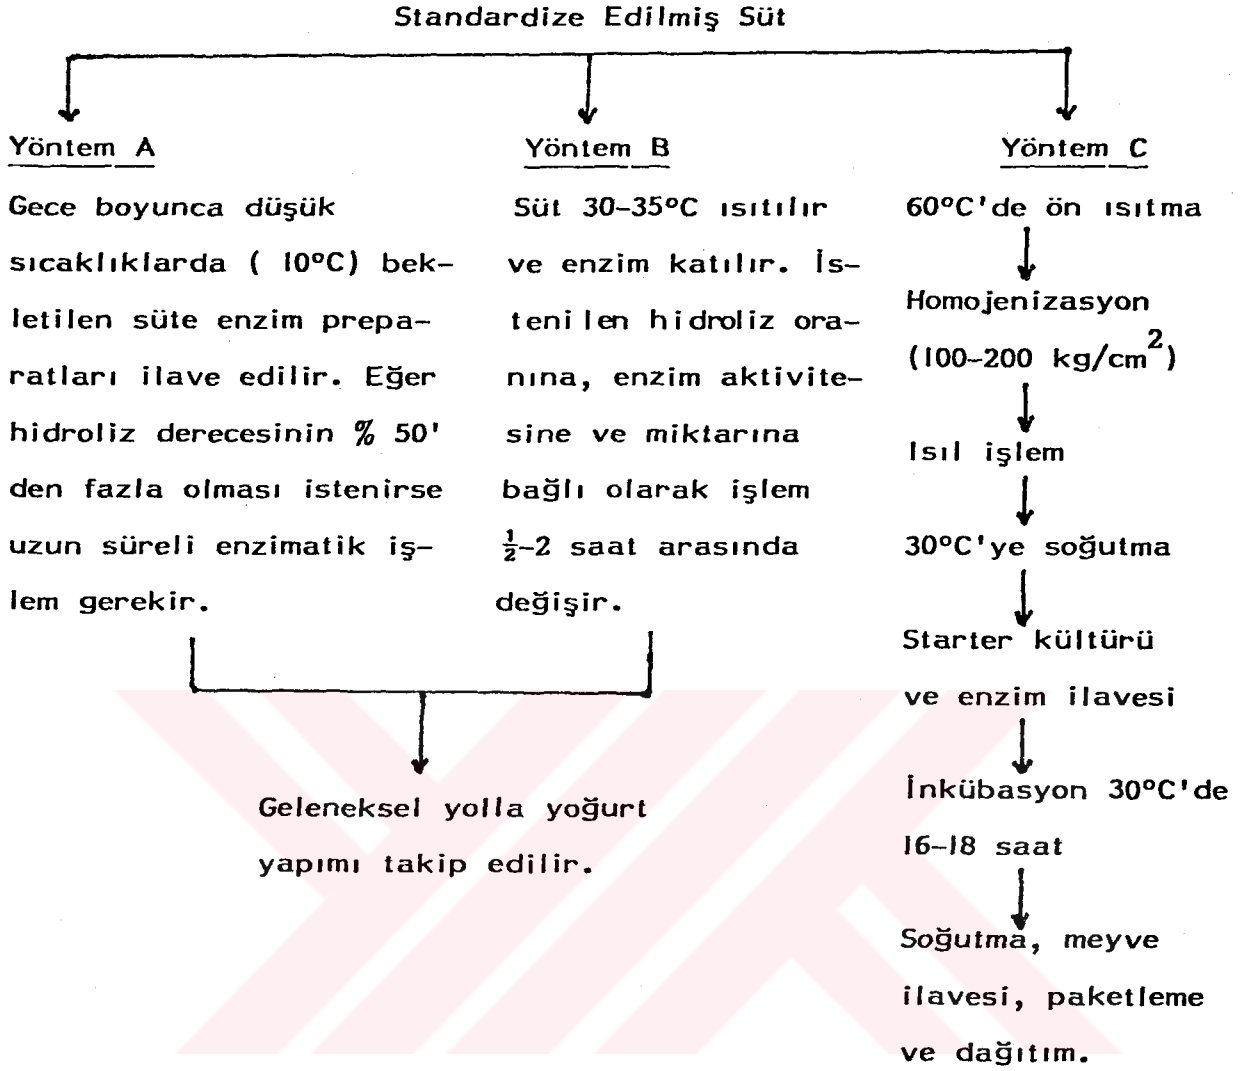 Standardize Edilmiş Süt
Yöntem A
Gece boyunca düşük
sıcaklıklarda ( 10°C) bek-
letilen süte enzim prepa-
ratları ilave edilir. Eğer
hidroliz derecesinin % 50'
den fazla olması istenirse
uzun süreli enzimatik iş-
lem gerekir.
Yöntem B
Süt 30-35°C ısıtılır
ve enzim katılır. İs-
tenilen hidroliz ora-
nına, enzim aktivite-
sine ve miktarına
bağlı olarak işlem
½-2 saat arasında
değişir.
Geleneksel yolla yoğurt
yapımı takip edilir.
Yöntem C
60°C'de ön ısıtma
Homojenizasyon
(100-200 kg/cm²)
Isıl işlem
30°C'ye soğutma
Starter kültürü
ve enzim ilavesi
İnkübasyon 30°C'de
16-18 saat
Soğutma, meyve
ilavesi, paketleme
ve dağıtım.